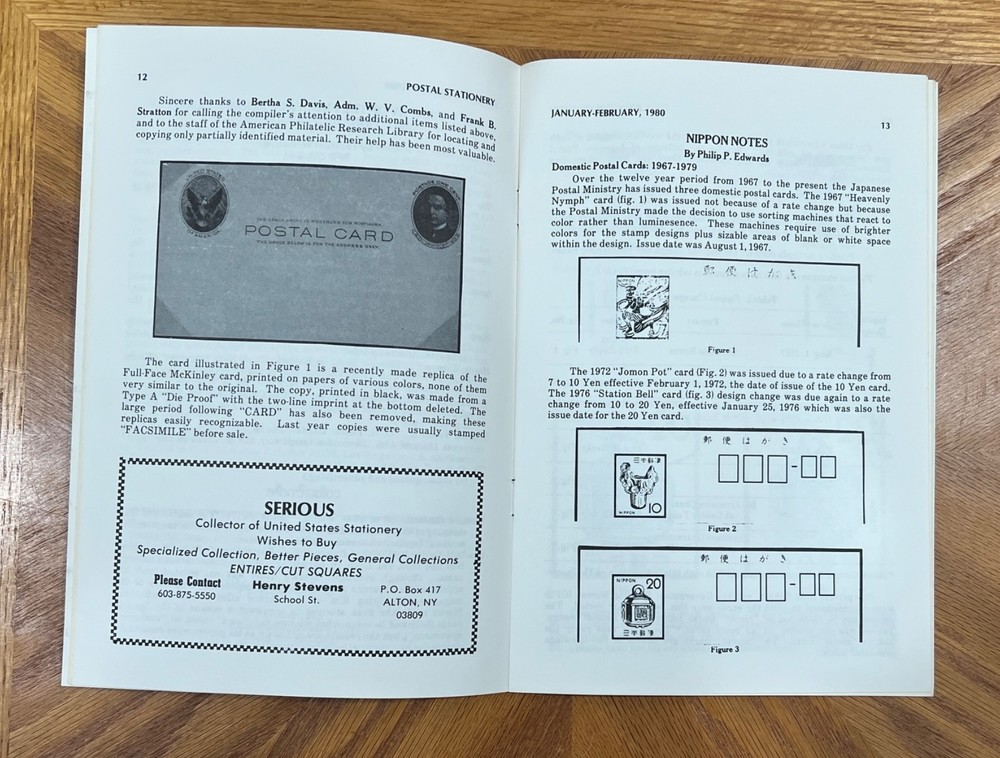 12
POSTAL STATIONERY
Sincere thanks to Bertha S. Davis, Adm. W. V. Combs, and Frank B.
Stratton for calling the compiler's attention to additional items listed above,
and to the staff of the American Philatelic Research Library for locating and
copying only partially identified material. Their help has been most valuable.
POSTAL CARD
The card illustrated in Figure 1 is a recently made replica of the
Full-Face McKinley card, printed on papers of various colors, none of them
very similar to the original. The copy, printed in black, was made from a
Type A "Die Proof" with the two-line imprint at the bottom deleted. The
large period following "CARD" has also been removed, making these
replicas easily recognizable. Last year copies were usually stamped
"FACSIMILE" before sale.
SERIOUS
Collector of United States Stationery
Wishes to Buy
Specialized Collection, Better Pieces, General Collections
ENTIRES/CUT SQUARES
Please Contact
603-875-5550
Henry Stevens
School St.
P.O. Box 417
ALTON, NY
03809
JANUARY-FEBRUARY, 1980
13
NIPPON NOTES
By Philip P. Edwards
Domestic Postal Cards: 1967-1979
Over the twelve year period from 1967 to the present the Japanese
Postal Ministry has issued three domestic postal cards. The 1967 "Heavenly
Nymph" card (fig. 1) was issued not because of a rate change but because
the Postal Ministry made the decision to use sorting machines that react to
color rather than luminesence. These machines require use of brighter
colors for the stamp designs plus sizable areas of blank or white space
within the design. Issue date was August 1, 1967.
郵便はがき
NIPPON
Figure 1
The 1972 "Jomon Pot" card (Fig. 2) was issued due to a rate change from
7 to 10 Yen effective February 1, 1972, the date of issue of the 10 Yen card.
The 1976 "Station Bell" card (fig. 3) design change was due again to a rate
change from 10 to 20 Yen, effective January 25, 1976 which was also the
issue date for the 20 Yen card.
郵便はがき
10
NIPPON
Figure 2
郵便はがき
NIPPON 20
Figure 3